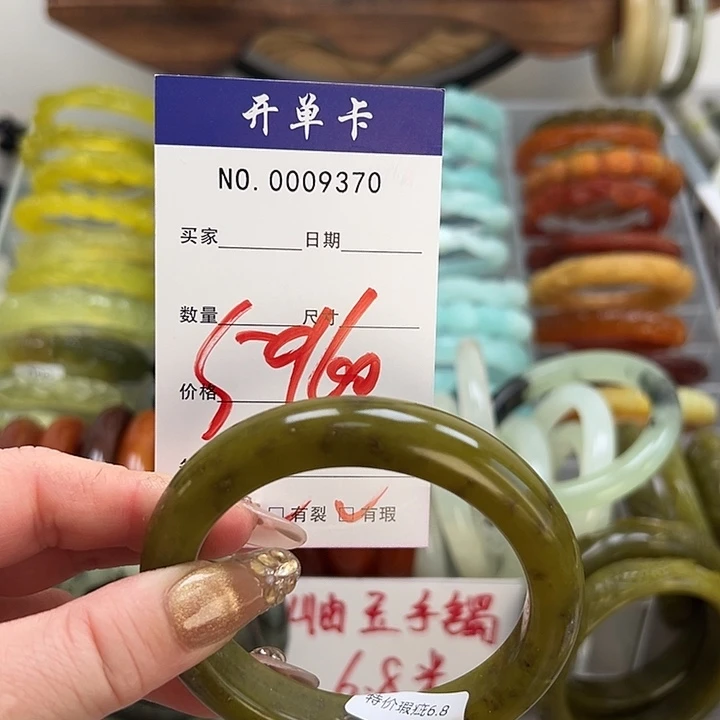 开单卡
NO.0009370
买家 日期
数量 尺寸
价格
有裂 有瑕
玉手镯
6.8米
特价瑕疵6.8